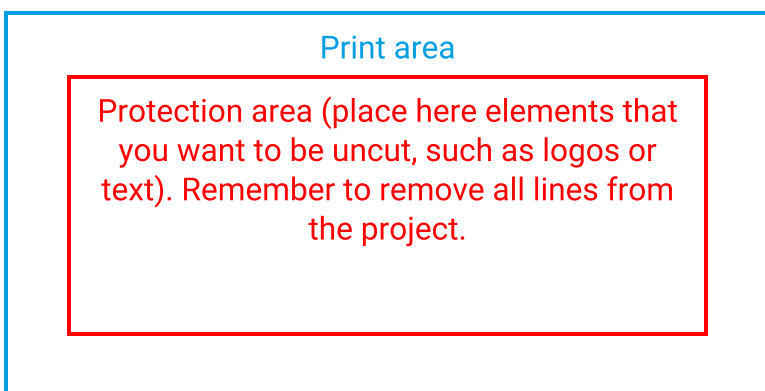 Print area
Protection area (place here elements that
you want to be uncut, such as logos or
text). Remember to remove all lines from
the project.